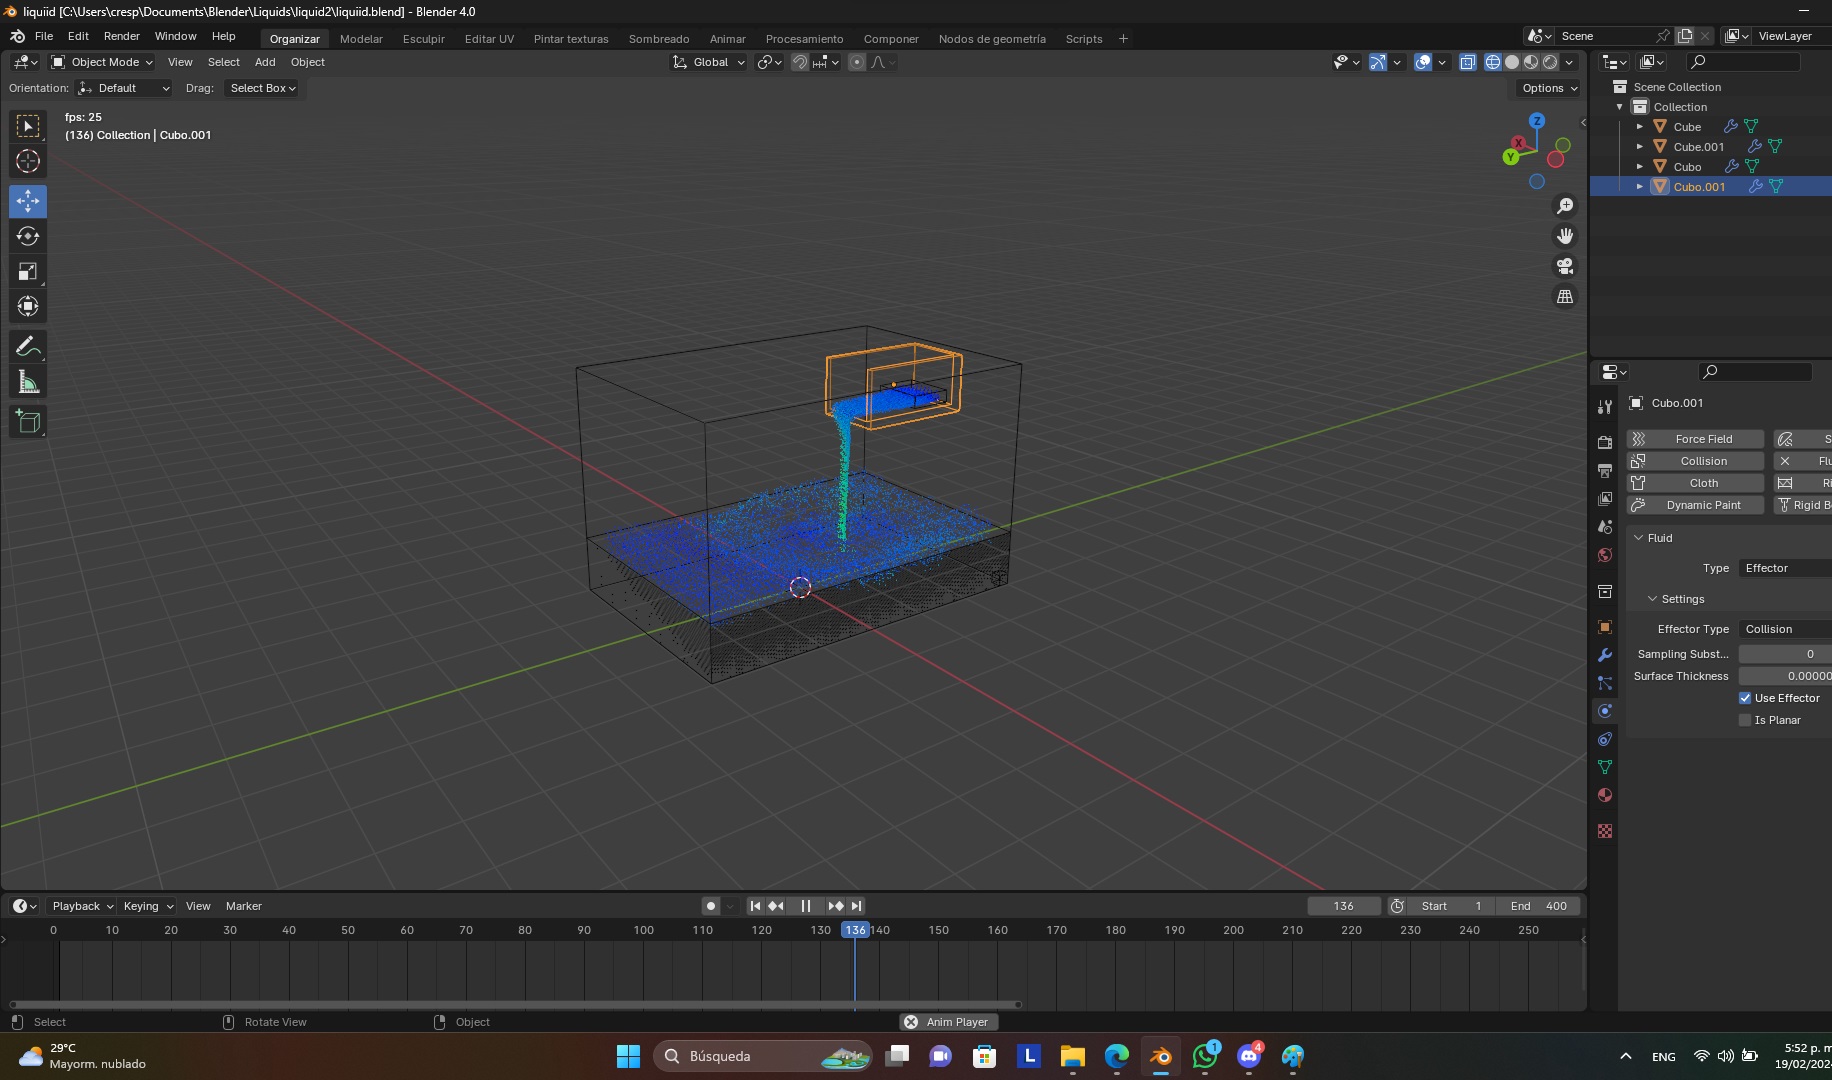 liquiid [C:\Users\cresp\Documents\Blender\Liquids\liquid2\liquiid.blend] - Blender 4.0
File Edit Render Window Help
Organizar Modelar Esculpir Editar UV Pintar texturas Sombreado Animar Procesamiento Componer Nodos de geometría Scripts +
Scene
ViewLayer
Object Mode View Select Add Object
Global
Orientation: Default Drag: Select Box
Options
fps: 25
(136) Collection | Cubo.001
Z
X
Y
Scene Collection
Collection
Cube
Cube.001
Cubo
Cubo.001
Cubo.001
Force Field
S
Collision
Flu
Cloth
Ri
Dynamic Paint
Rigid B
Fluid
Type Effector
Settings
Effector Type Collision
Sampling Subst... 0
Surface Thickness 0.00000
Use Effector
Is Planar
Playback Keying View Marker
136 Start 1 End 400
0 10 20 30 40 50 60 70 80 90 100 110 120 130 136 140 150 160 170 180 190 200 210 220 230 240 250
Select Rotate View Object Anim Player
29°C
Mayorm. nublado
Búsqueda
L
1
4
ENG
5:52 p. m
19/02/202